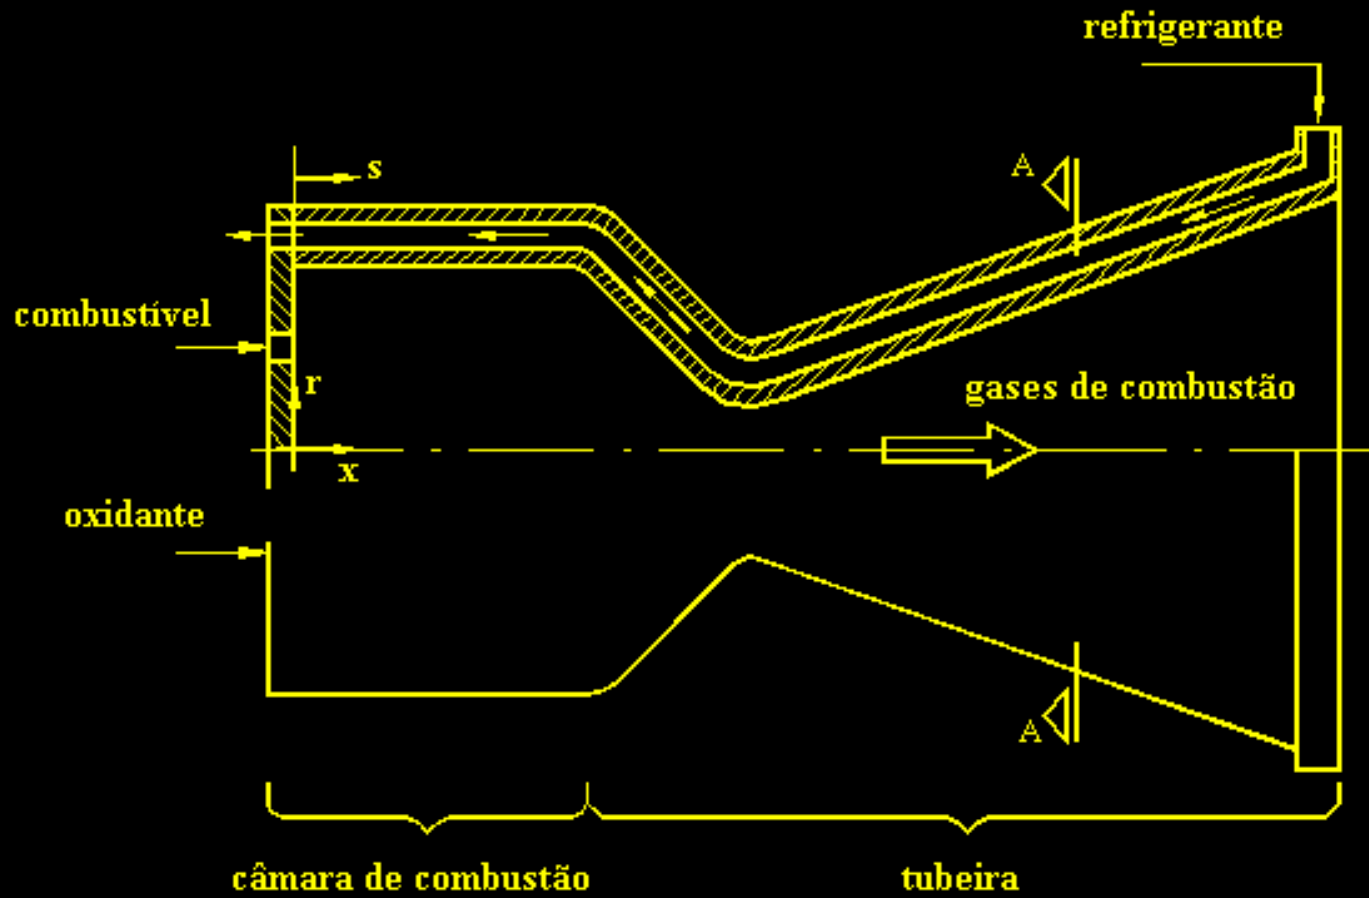 refrigerante
A
s
combustível
r
gases de combustão
x
oxidante
A
câmara de combustão
tubeira